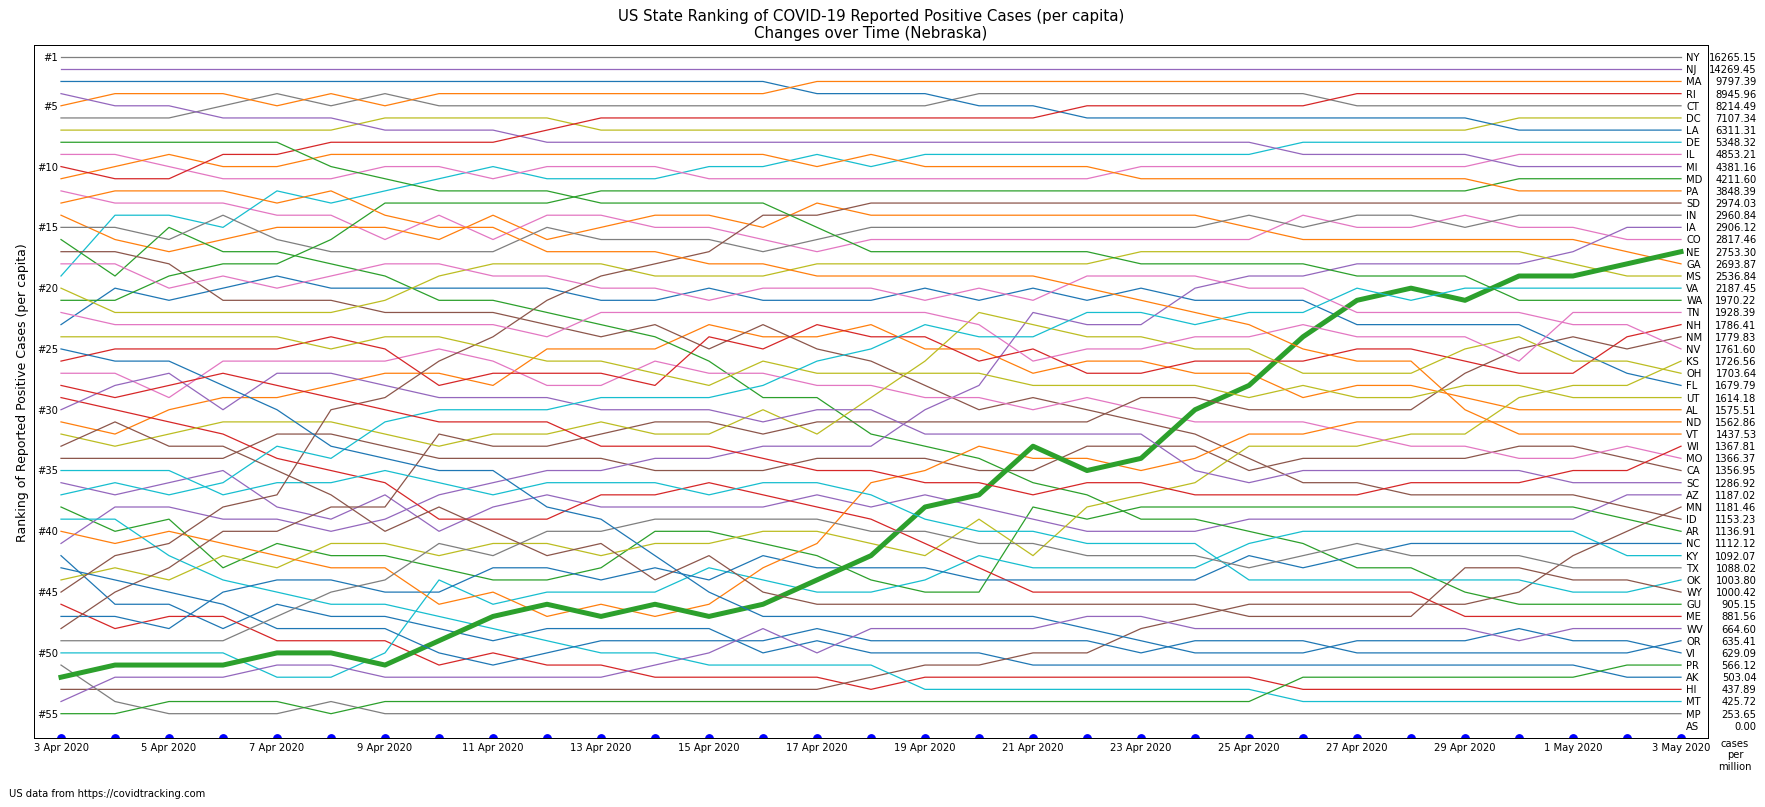 US State Ranking of COVID-19 Reported Positive Cases (per capita)
Changes over Time (Nebraska)
Ranking of Reported Positive Cases (per capita)
#1
#5
#10
#15
#20
#25
#30
#35
#40
#45
#50
#55
NY 16265.15
NJ 14269.45
MA 9797.39
RI 8945.96
CT 8214.49
DC 7107.34
LA 6311.31
DE 5348.32
IL 4853.21
MI 4381.16
MD 4211.60
PA 3848.39
SD 2974.03
IN 2960.84
IA 2906.12
CO 2817.46
NE 2753.30
GA 2693.87
MS 2536.84
VA 2187.45
WA 1970.22
TN 1928.39
NH 1786.41
NM 1779.83
NV 1761.60
KS 1726.56
OH 1703.64
FL 1679.79
UT 1614.18
AL 1575.51
ND 1562.86
VT 1437.53
WI 1367.81
MO 1366.37
CA 1356.95
SC 1286.92
AZ 1187.02
MN 1181.46
ID 1153.23
AR 1136.91
NC 1112.12
KY 1092.07
TX 1088.02
OK 1003.80
WY 1000.42
GU 905.15
ME 881.56
WV 664.60
OR 635.41
VI 629.09
PR 566.12
AK 503.04
HI 437.89
MT 425.72
MP 253.65
AS 0.00
3 Apr 2020 5 Apr 2020 7 Apr 2020 9 Apr 2020 11 Apr 2020 13 Apr 2020 15 Apr 2020 17 Apr 2020 19 Apr 2020 21 Apr 2020 23 Apr 2020 25 Apr 2020 27 Apr 2020 29 Apr 2020 1 May 2020 3 May 2020
cases
per
million
US data from https://covidtracking.com